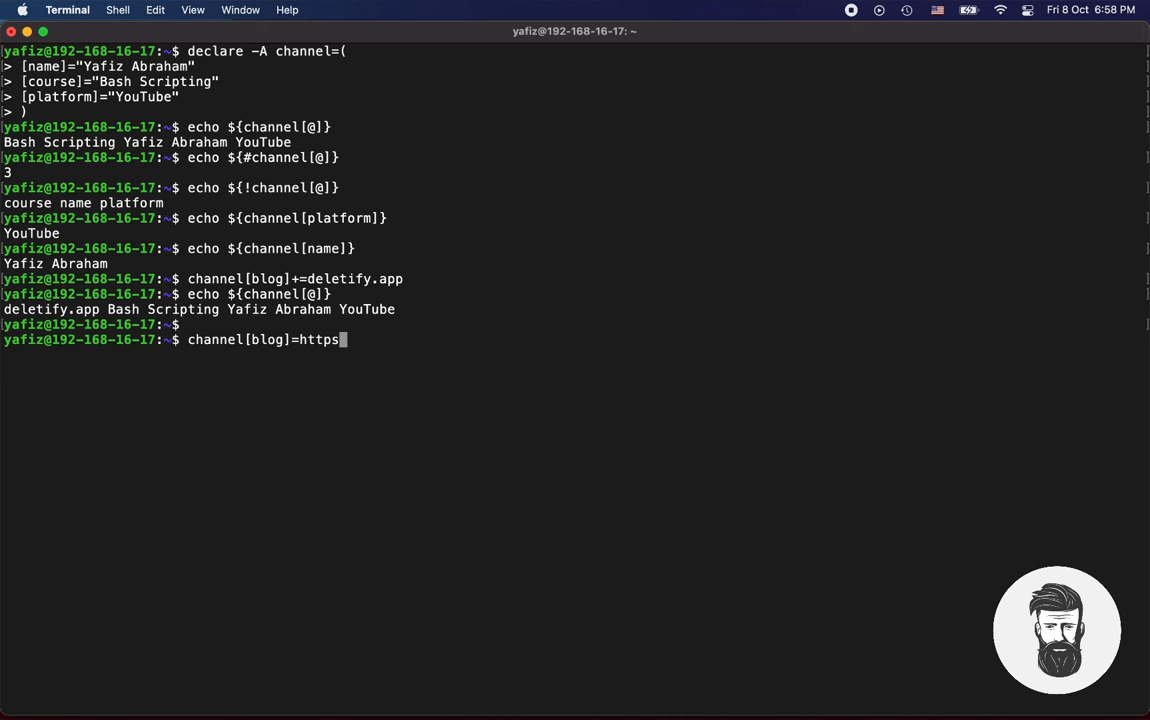 Terminal Shell Edit View Window Help Fri 8 Oct 6:58 PM
yafiz@192-168-16-17: ~
[yafiz@192-168-16-17:~$ declare -A channel=( ]
[> [name]="Yafiz Abraham" ]
[> [course]="Bash Scripting" ]
[> [platform]="YouTube" ]
[> ) ]
[yafiz@192-168-16-17:~$ echo ${channel[@]} ]
Bash Scripting Yafiz Abraham YouTube
[yafiz@192-168-16-17:~$ echo ${#channel[@]} ]
3
[yafiz@192-168-16-17:~$ echo ${!channel[@]} ]
course name platform
[yafiz@192-168-16-17:~$ echo ${channel[platform]} ]
YouTube
[yafiz@192-168-16-17:~$ echo ${channel[name]} ]
Yafiz Abraham
[yafiz@192-168-16-17:~$ channel[blog]+=deletify.app ]
[yafiz@192-168-16-17:~$ echo ${channel[@]} ]
deletify.app Bash Scripting Yafiz Abraham YouTube
[yafiz@192-168-16-17:~$ ]
yafiz@192-168-16-17:~$ channel[blog]=https